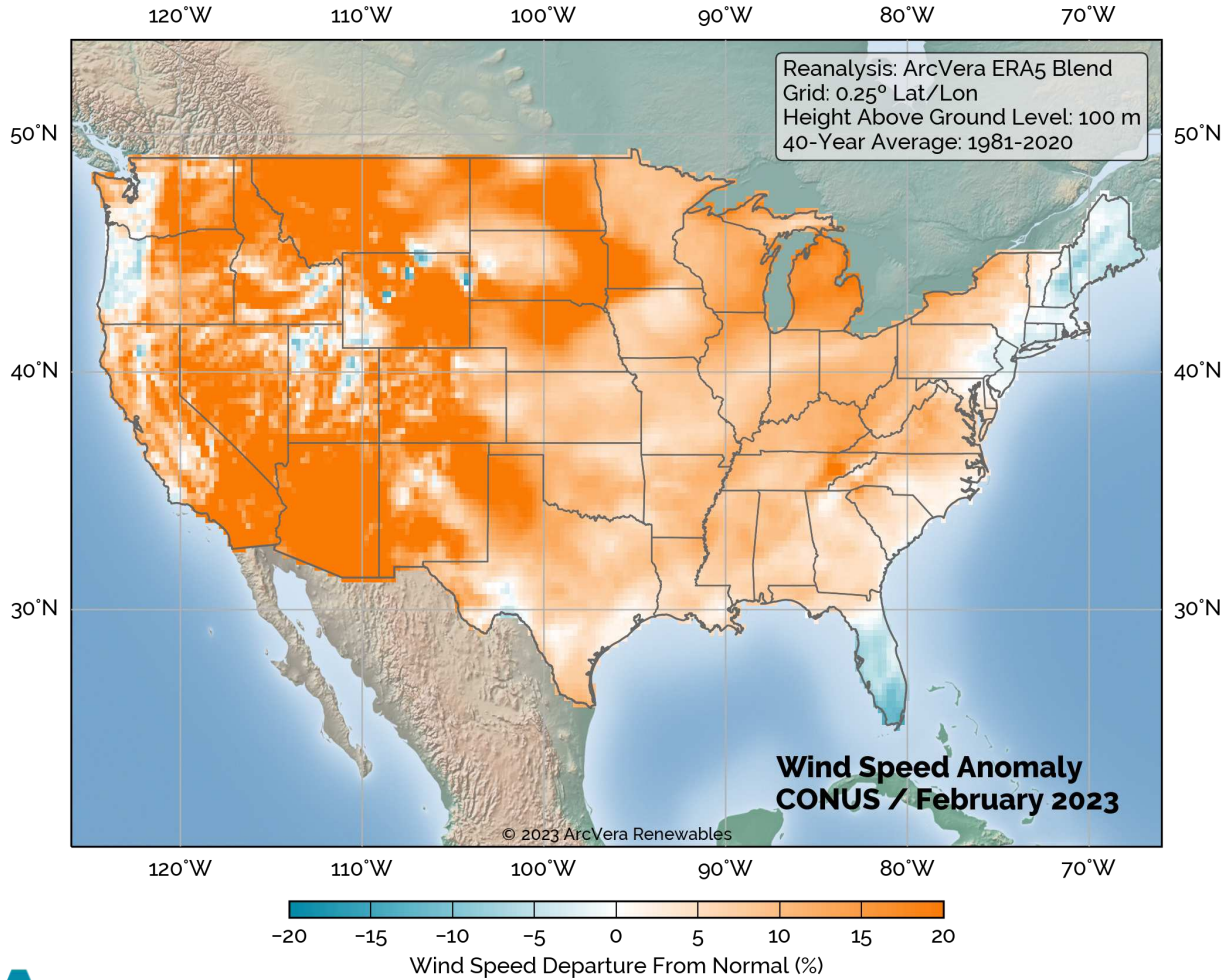 120°W 110°W 100°W 90°W 80°W 70°W
Reanalysis: ArcVera ERA5 Blend
Grid: 0.25º Lat/Lon
Height Above Ground Level: 100 m
40-Year Average: 1981-2020
50°N 50°N
40°N 40°N
30°N 30°N
Wind Speed Anomaly
CONUS / February 2023
© 2023 ArcVera Renewables
120°W 110°W 100°W 90°W 80°W 70°W
−20 −15 −10 −5 0 5 10 15 20
Wind Speed Departure From Normal (%)